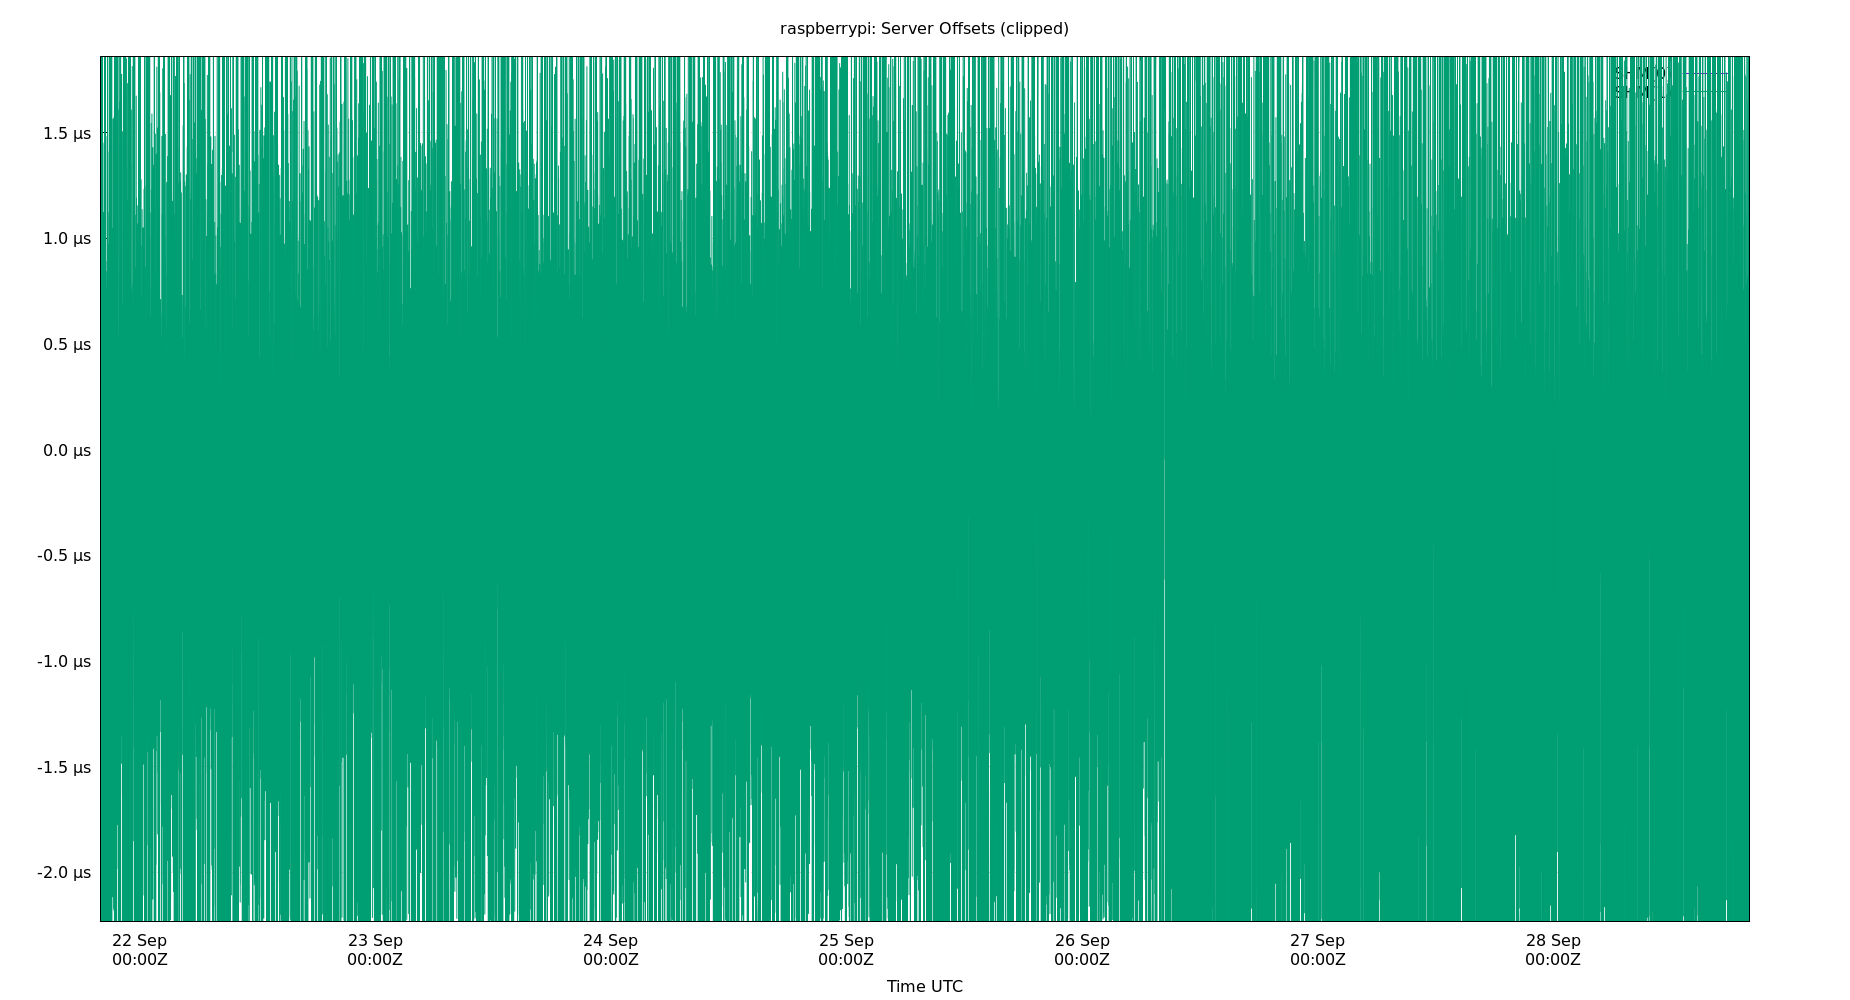 raspberrypi: Server Offsets (clipped)
1.5 µs
1.0 µs
0.5 µs
0.0 µs
-0.5 µs
-1.0 µs
-1.5 µs
-2.0 µs
22 Sep 23 Sep 24 Sep 25 Sep 26 Sep 27 Sep 28 Sep
00:00Z 00:00Z 00:00Z 00:00Z 00:00Z 00:00Z 00:00Z
Time UTC